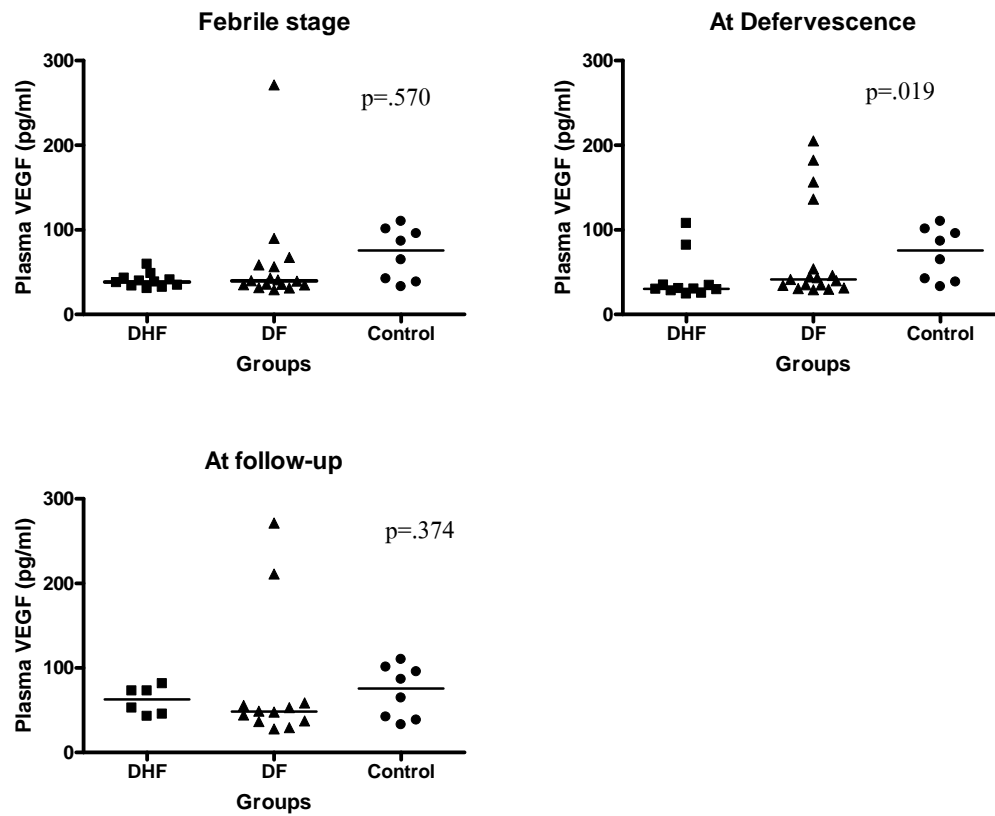 Febrile stage
Plasma VEGF (pg/ml)
300
200
100
0
p=.570
DHF
DF
Control
Groups
At Defervescence
Plasma VEGF (pg/ml)
300
200
100
0
p=.019
DHF
DF
Control
Groups
At follow-up
Plasma VEGF (pg/ml)
300
200
100
0
p=.374
DHF
DF
Control
Groups